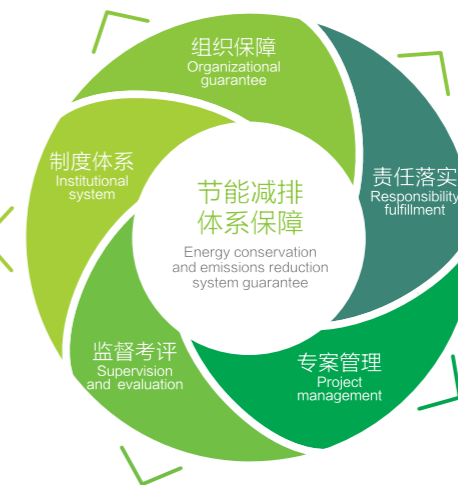 组织保障
Organizational
guarantee
制度体系
Institutional
system
责任落实
Responsibility
fulfillment
节能减排
体系保障
Energy conservation
and emissions reduction
system guarantee
监督考评
Supervision
and evaluation
专案管理
Project
management